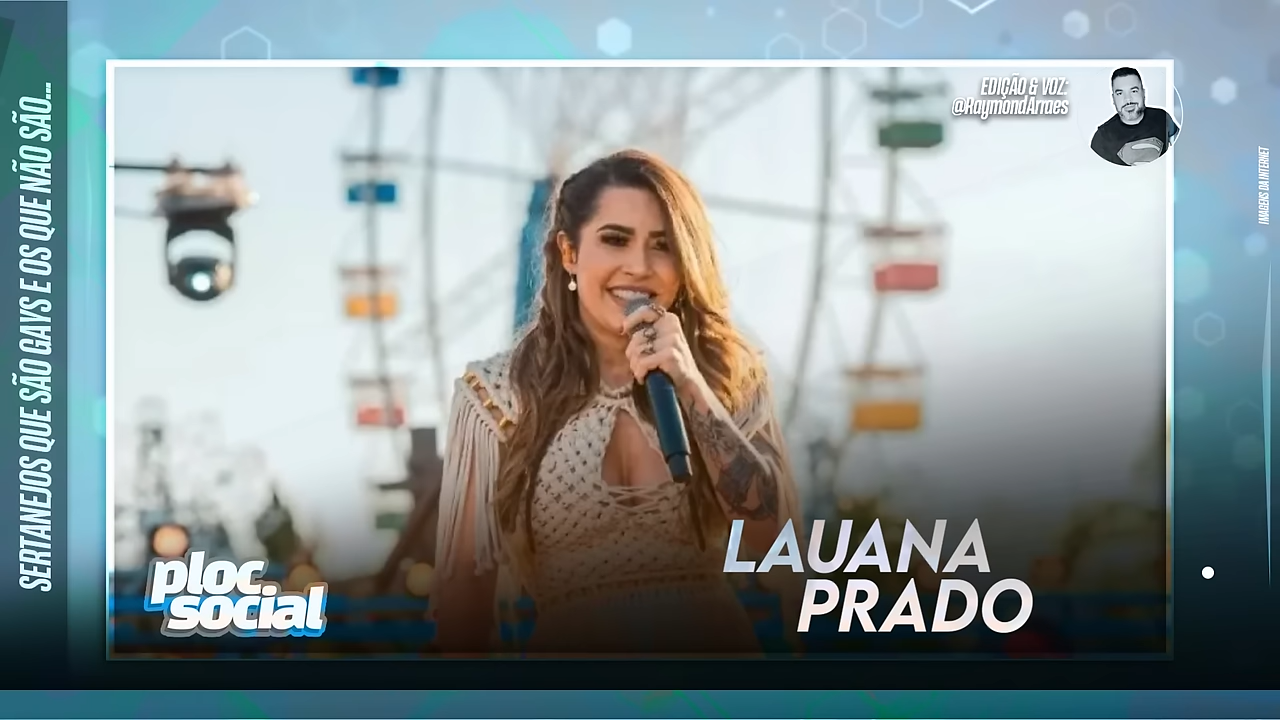 SERTANEJOS QUE SÃO GAYS E OS QUE NÃO SÃO...
EDIÇÃO & VOZ:
@RaymondArraes
IMAGENS DA INTERNET
ploc
social
LAUANA
PRADO